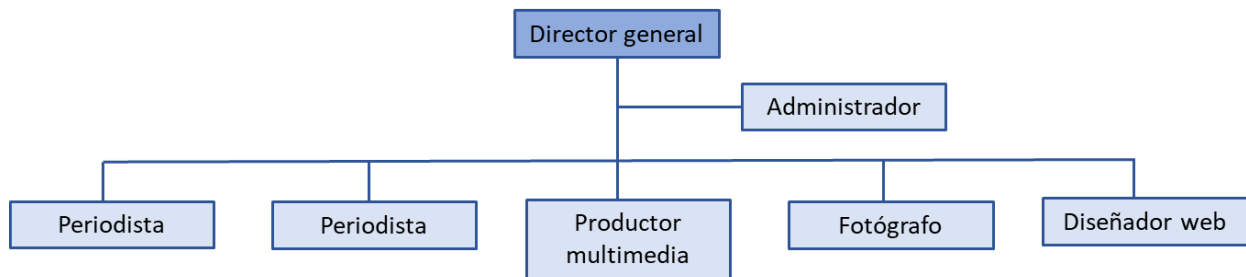 Director general
Administrador
Periodista
Periodista
Productor
multimedia
Fotógrafo
Diseñador web